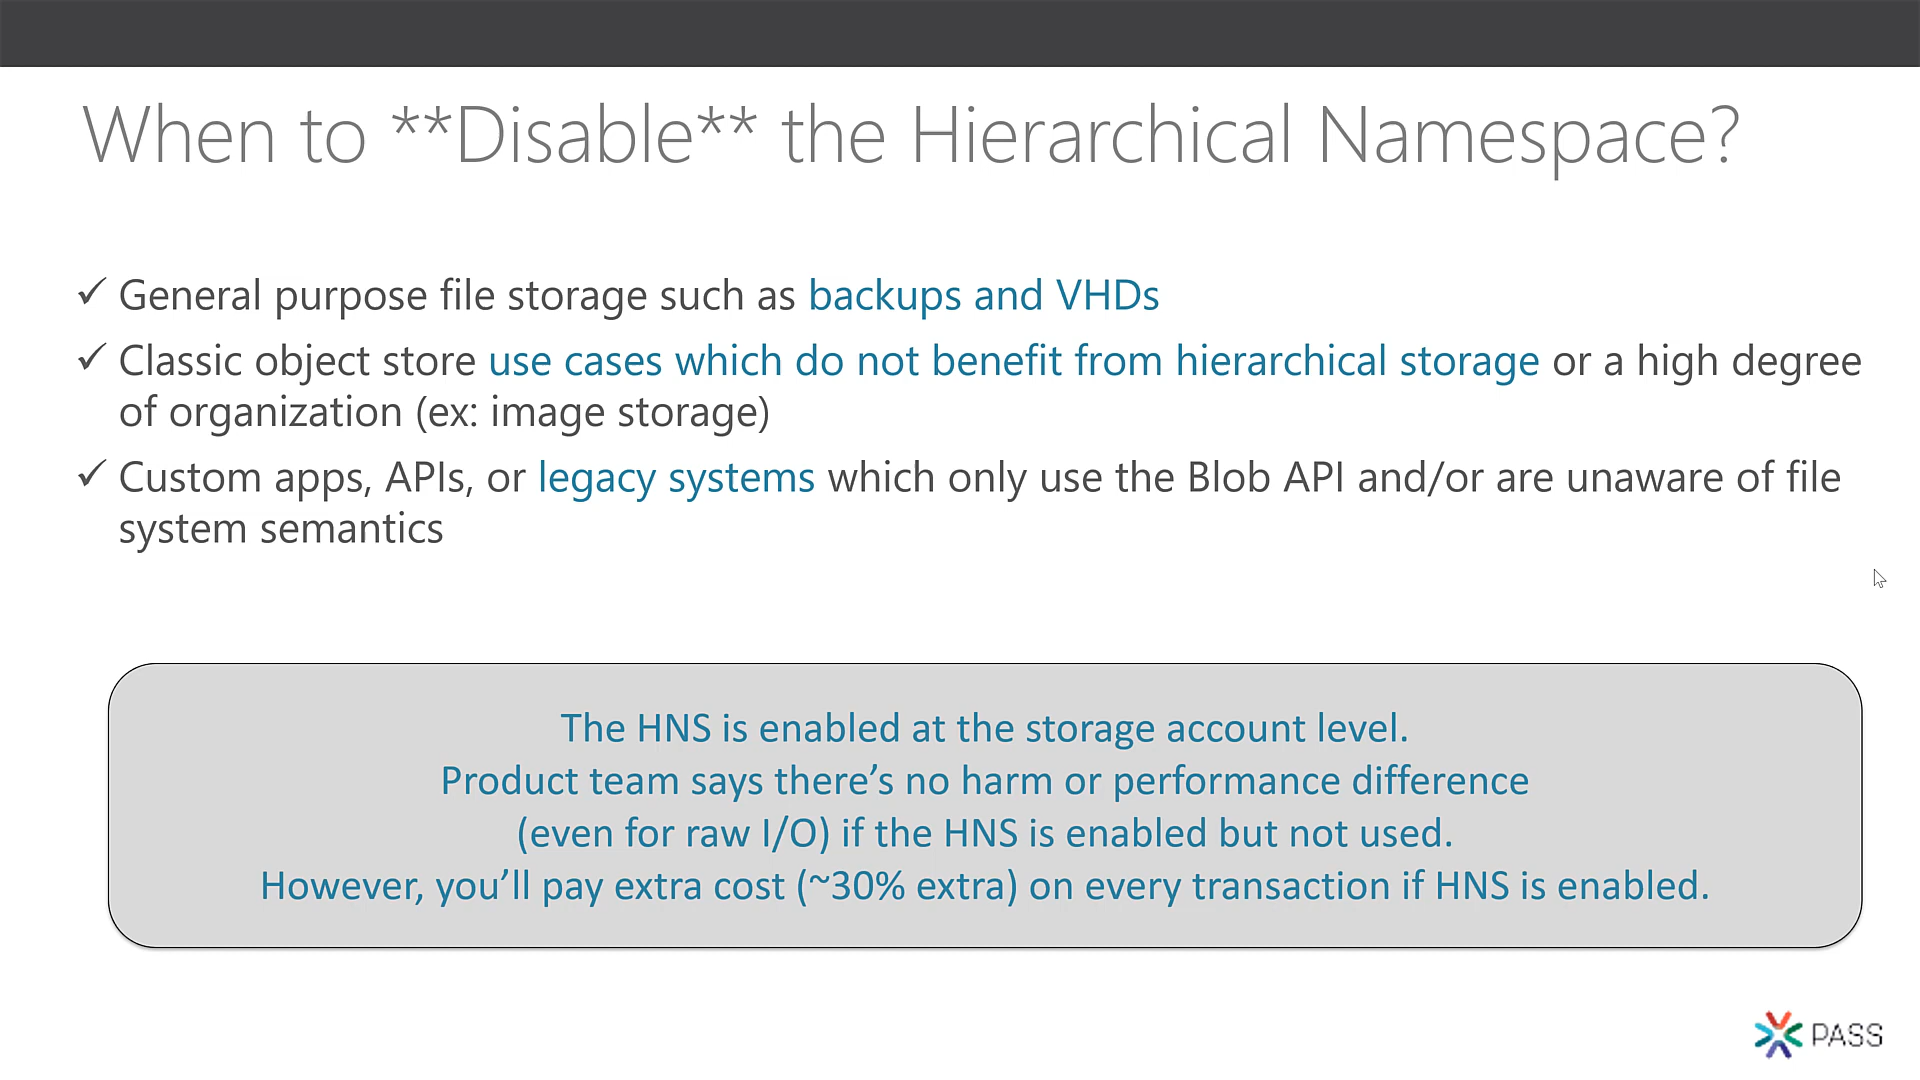 When to **Disable** the Hierarchical Namespace?
✓ General purpose file storage such as backups and VHDs
✓ Classic object store use cases which do not benefit from hierarchical storage or a high degree
of organization (ex: image storage)
✓ Custom apps, APIs, or legacy systems which only use the Blob API and/or are unaware of file
system semantics
The HNS is enabled at the storage account level.
Product team says there’s no harm or performance difference
(even for raw I/O) if the HNS is enabled but not used.
However, you’ll pay extra cost (~30% extra) on every transaction if HNS is enabled.
PASS